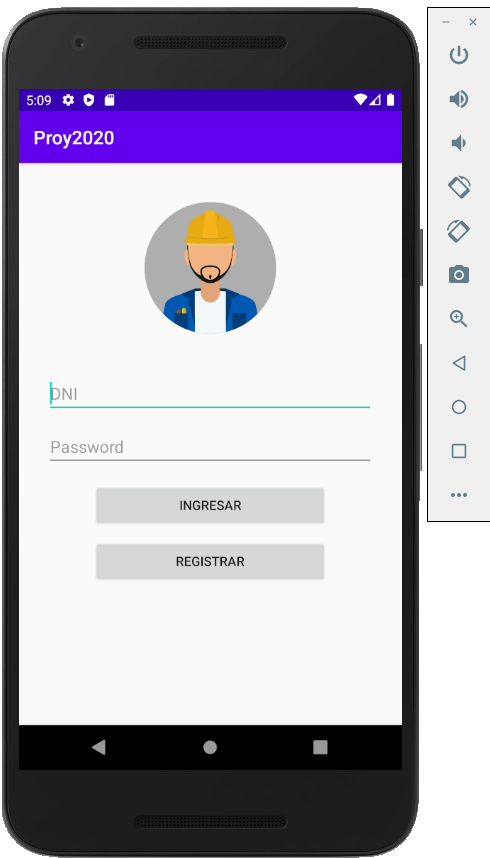 5:09
Proy2020
DNI
Password
INGRESAR
REGISTRAR